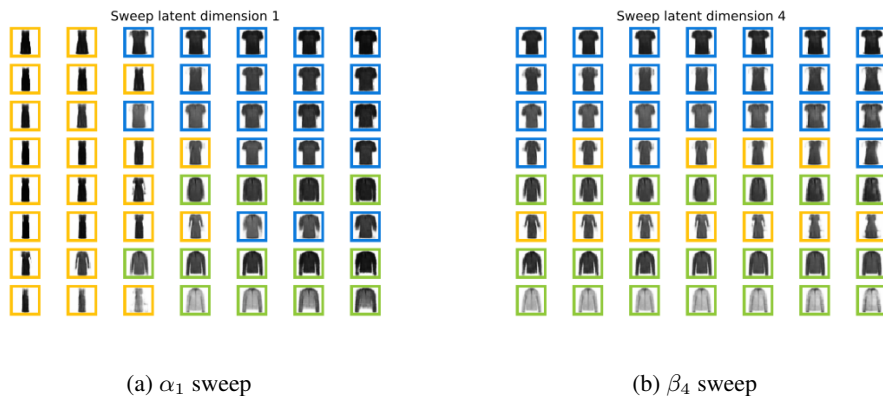 Sweep latent dimension 1
Sweep latent dimension 4
(a) α₁ sweep
(b) β₄ sweep